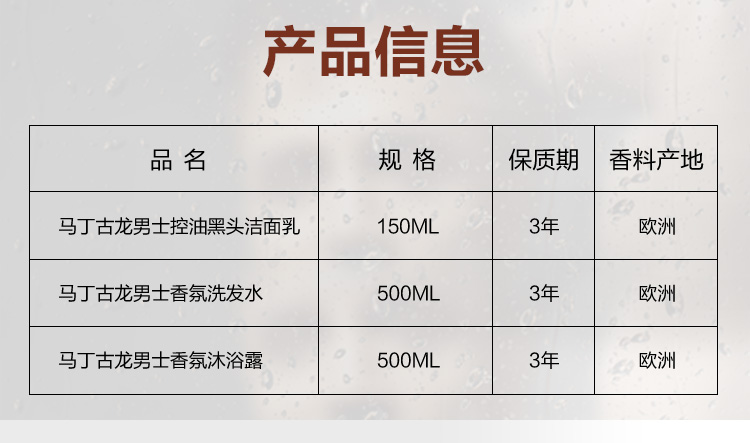 产品信息
品 名 规 格 保质期 香料产地
马丁古龙男士控油黑头洁面乳 150ML 3年 欧洲
马丁古龙男士香氛洗发水 500ML 3年 欧洲
马丁古龙男士香氛沐浴露 500ML 3年 欧洲